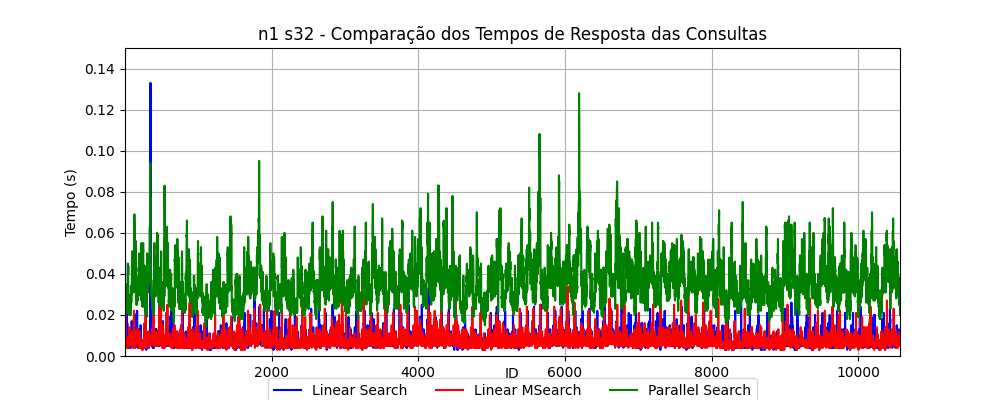 n1 s32 - Comparação dos Tempos de Resposta das Consultas
0.14
0.12
0.10
0.08
0.06
0.04
0.02
0.00
Tempo (s)
2000 4000 6000 8000 10000
ID
Linear Search Linear MSearch Parallel Search